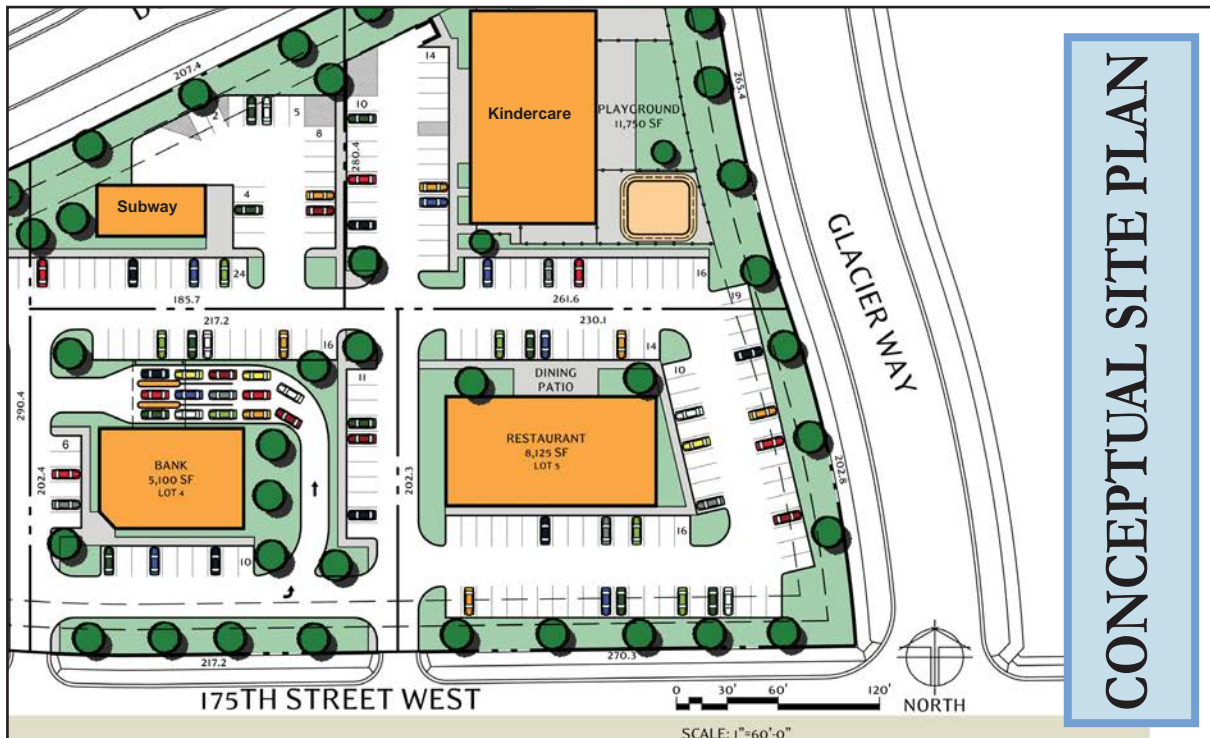 207.4
14
265.4
2
5
10
Kindercare
PLAYGROUND
11,750 SF
8
280.4
4
Subway
24
16
185.7
261.6
19
217.2
230.1
GLACIER WAY
16
14
DINING
PATIO
10
11
290.4
6
BANK
5,100 SF
LOT 4
RESTAURANT
8,125 SF
LOT 5
202.4
202.3
202.8
10
16
217.2
270.3
175TH STREET WEST
0 30' 60' 120'
NORTH
SCALE: 1"=60'-0"
CONCEPTUAL SITE PLAN